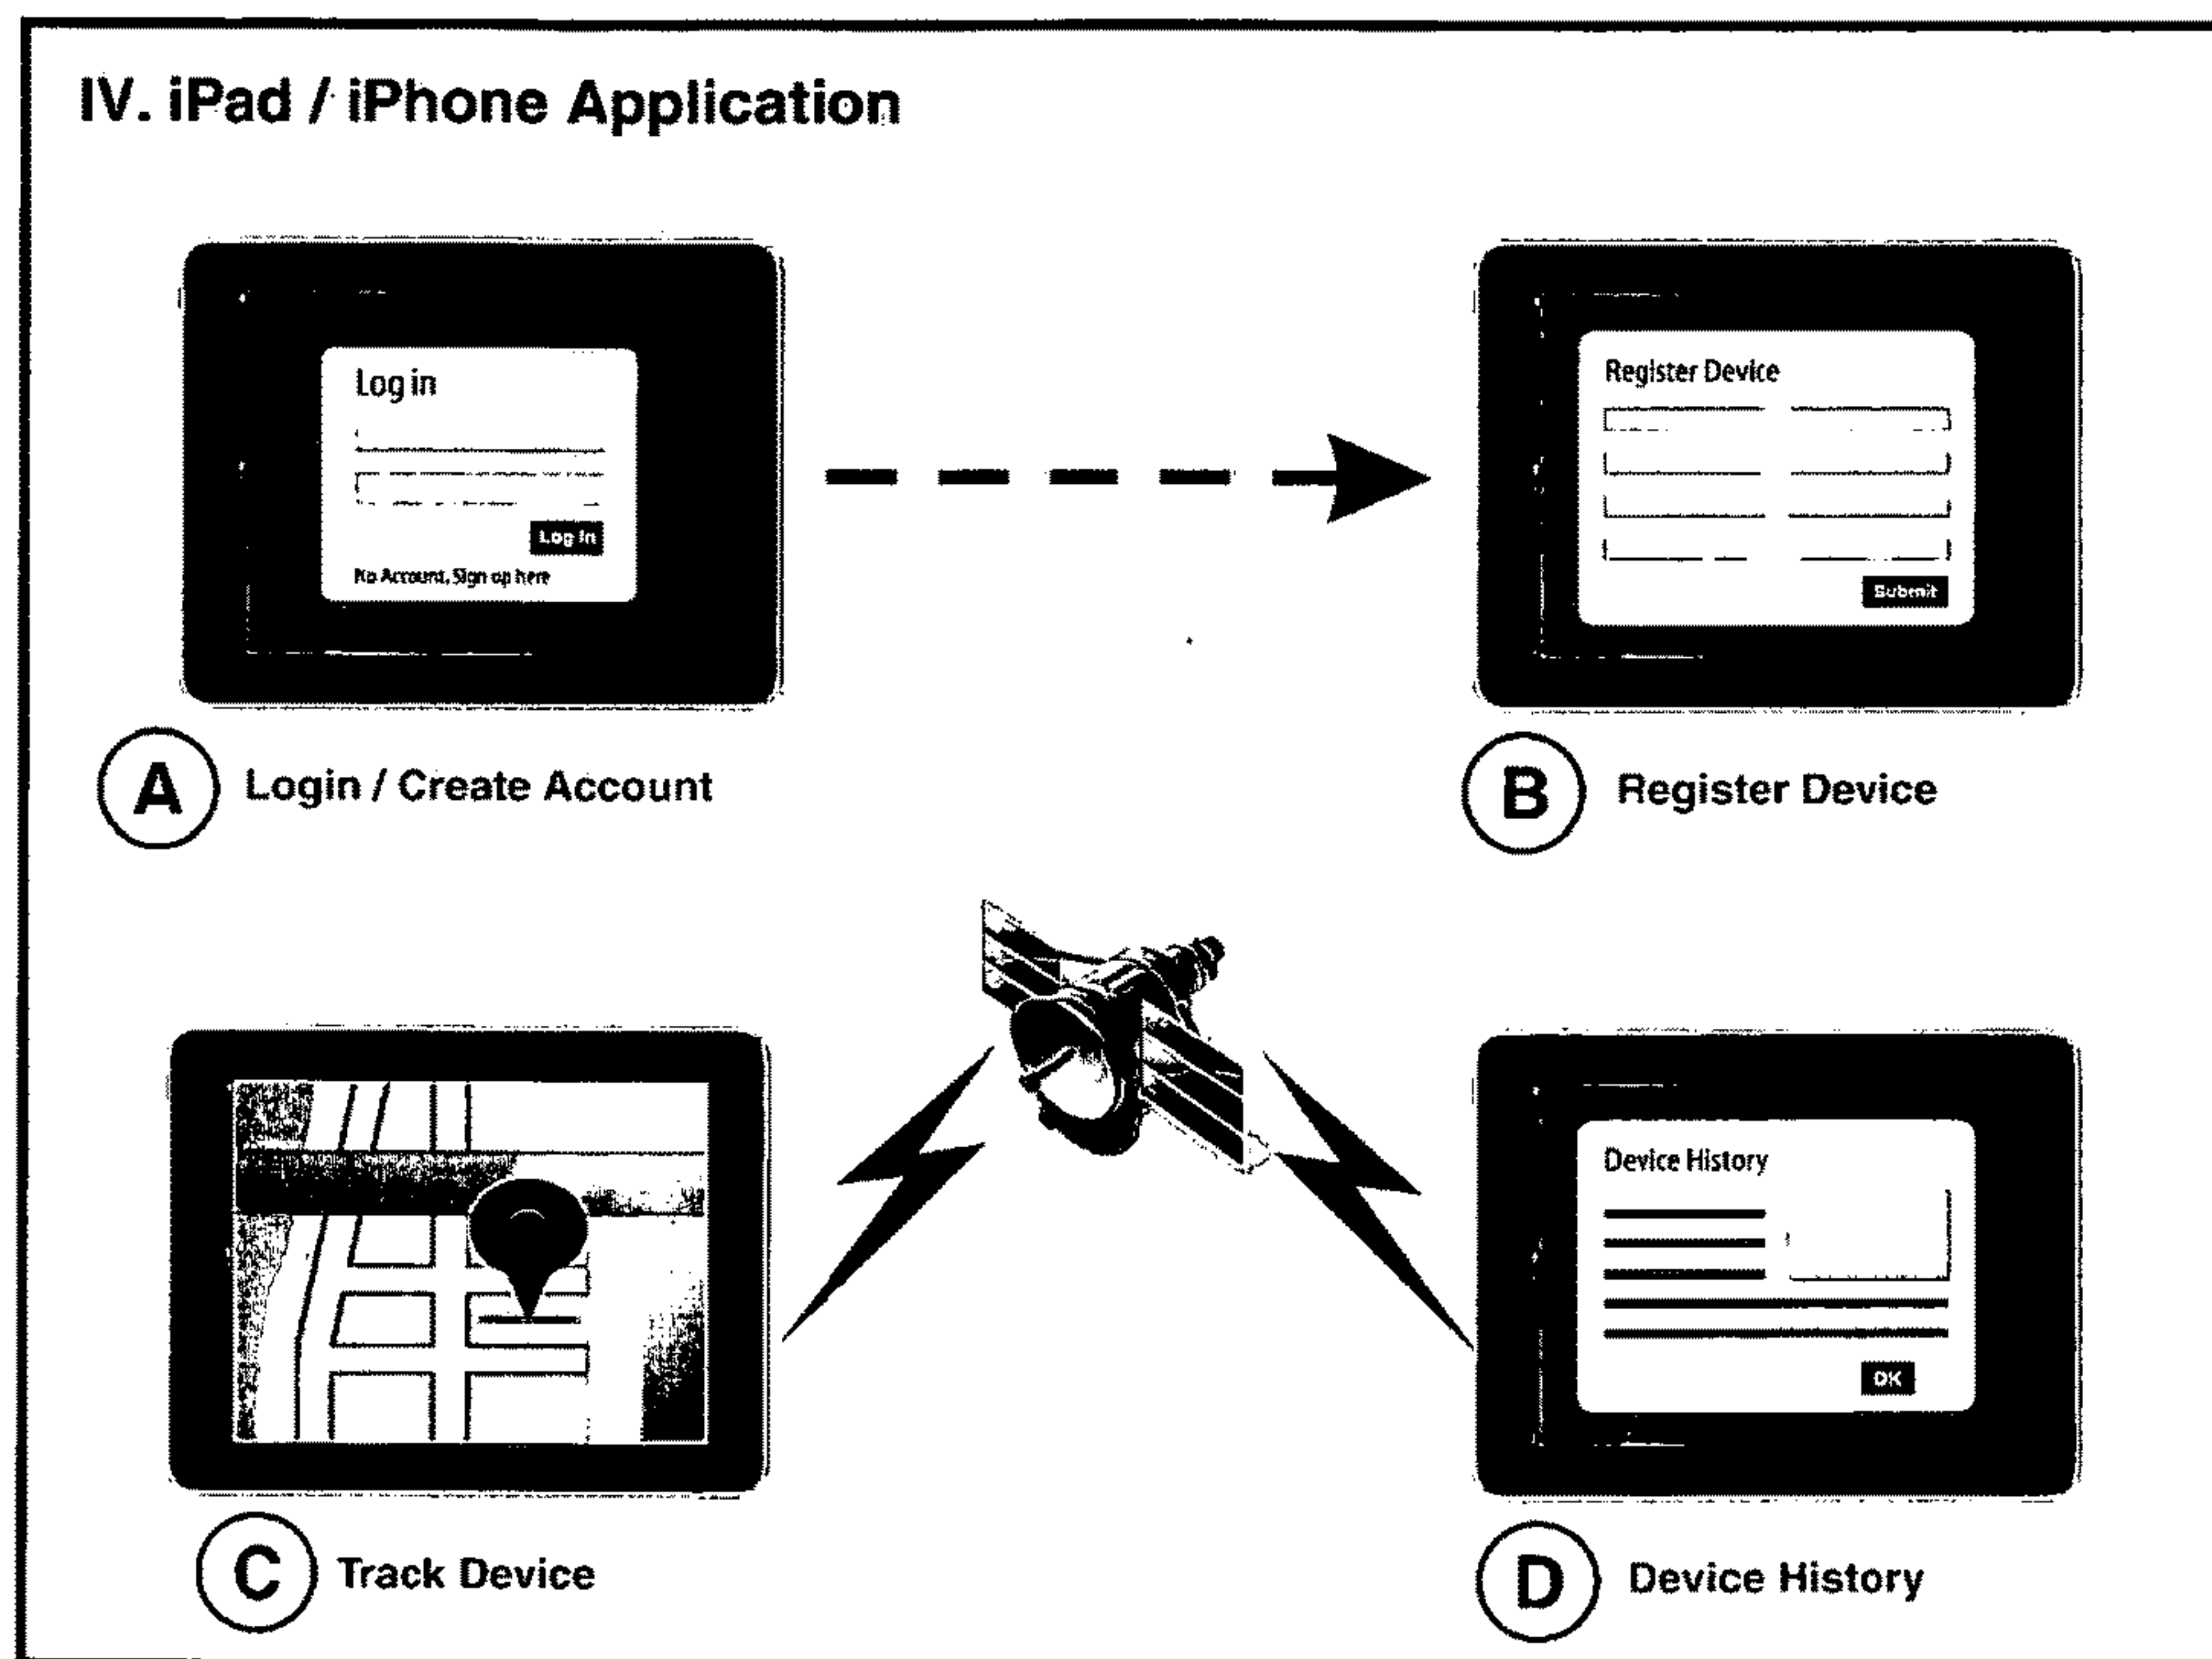 IV. iPad / iPhone Application
Log in
Log In
No Account, Sign up here
Register Device
Submit
A Login / Create Account
B Register Device
Device History
OK
C Track Device
D Device History